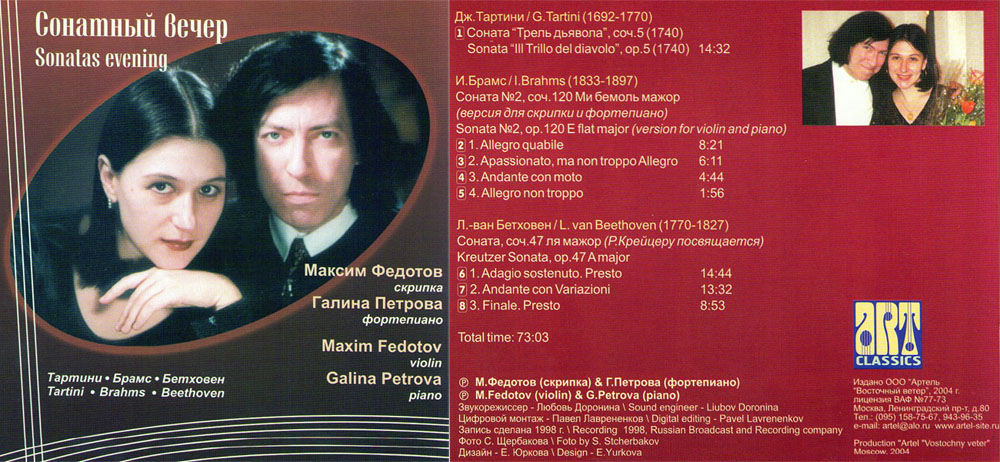 Сонатный вечер
Sonatas evening
Максим Федотов
скрипка
Галина Петрова
фортепиано
Maxim Fedotov
violin
Galina Petrova
piano
Тартини • Брамс • Бетховен
Tartini • Brahms • Beethoven
Дж.Тартини / G.Tartini (1692-1770)
1 Соната "Трель дьявола", соч.5 (1740)
Sonata "Ill Trillo del diavolo", op.5 (1740) 14:32
И.Брамс / I.Brahms (1833-1897)
Соната №2, соч.120 Ми бемоль мажор
(версия для скрипки и фортепиано)
Sonata №2, op.120 E flat major (version for violin and piano)
2 1. Allegro quabile 8:21
3 2. Apassionato, ma non troppo Allegro 6:11
4 3. Andante con moto 4:44
5 4. Allegro non troppo 1:56
Л.-ван Бетховен / L. van Beethoven (1770-1827)
Соната, соч.47 ля мажор (Р.Крейцеру посвящается)
Kreutzer Sonata, op.47 A major
6 1. Adagio sostenuto. Presto 14:44
7 2. Andante con Variazioni 13:32
8 3. Finale. Presto 8:53
Total time: 73:03
℗ М.Федотов (скрипка) & Г.Петрова (фортепиано)
℗ M.Fedotov (violin) & G.Petrova (piano)
Звукорежиссер - Любовь Доронина \ Sound engineer - Liubov Doronina
Цифровой монтаж - Павел Лаврененков \ Digital editing - Pavel Lavrenenkov
Запись сделана 1998 г. \ Recording 1998, Russian Broadcast and Recording company
Фото С. Щербакова \ Foto by S. Stcherbakov
Дизайн - Е. Юркова \ Design - E.Yurkova
ART
CLASSICS
Издано ООО "Артель
"Восточный ветер", 2004 г.
лицензия ВАФ №77-73
Москва, Ленинградский пр-т, д.80
Тел.: (095) 158-75-67, 943-96-35
e-mail: artel@alo.ru www.artel-site.ru
Production "Artel "Vostochny veter"
Moscow, 2004